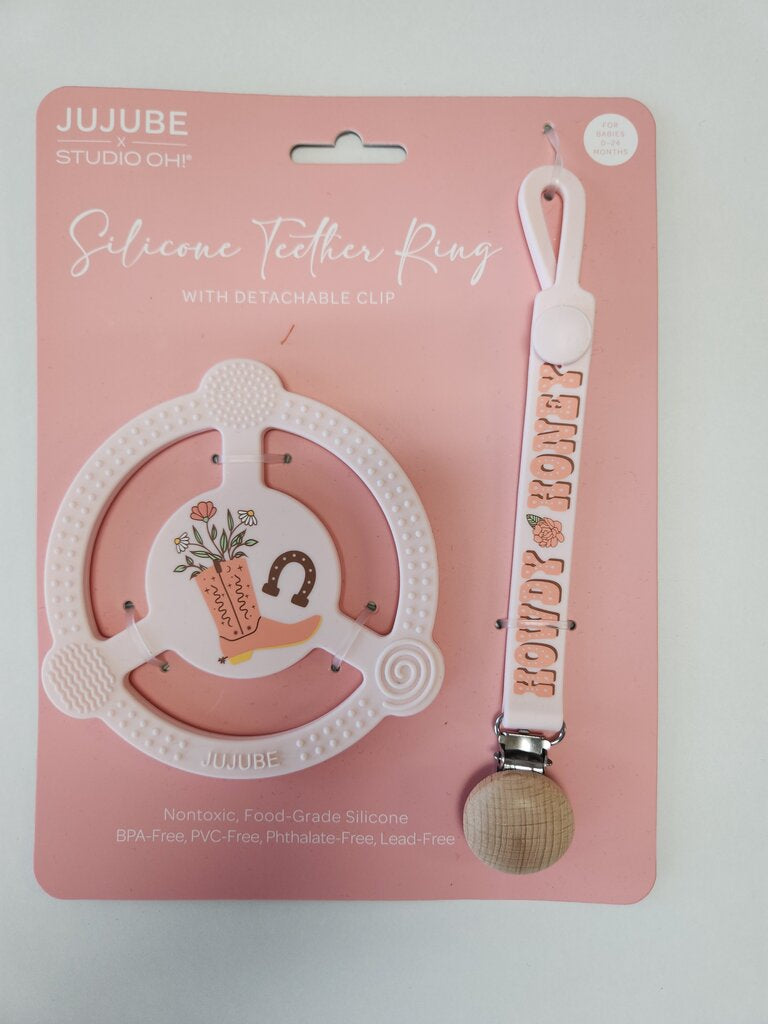 JUJUBE
X
STUDIO OH!®
FOR
BABIES
0-24
MONTHS
Silicone Teether Ring
WITH DETACHABLE CLIP
HOWDY HONEY
JUJUBE
Nontoxic, Food-Grade Silicone
BPA-Free, PVC-Free, Phthalate-Free, Lead-Free